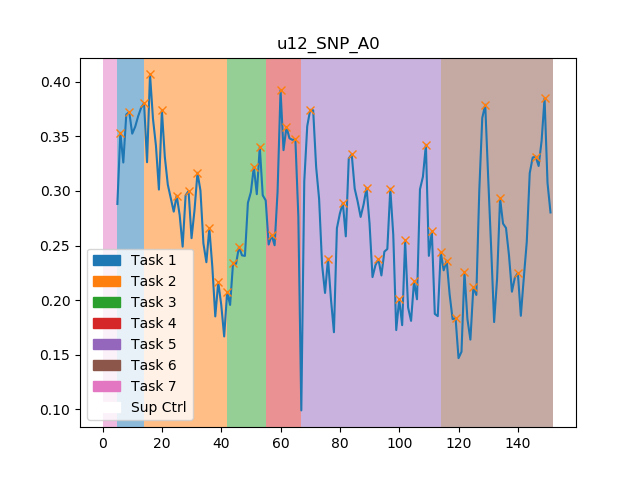 u12_SNP_A0
0.40
0.35
0.30
0.25
0.20
0.15
0.10
Task 1
Task 2
Task 3
Task 4
Task 5
Task 6
Task 7
Sup Ctrl
0 20 40 60 80 100 120 140